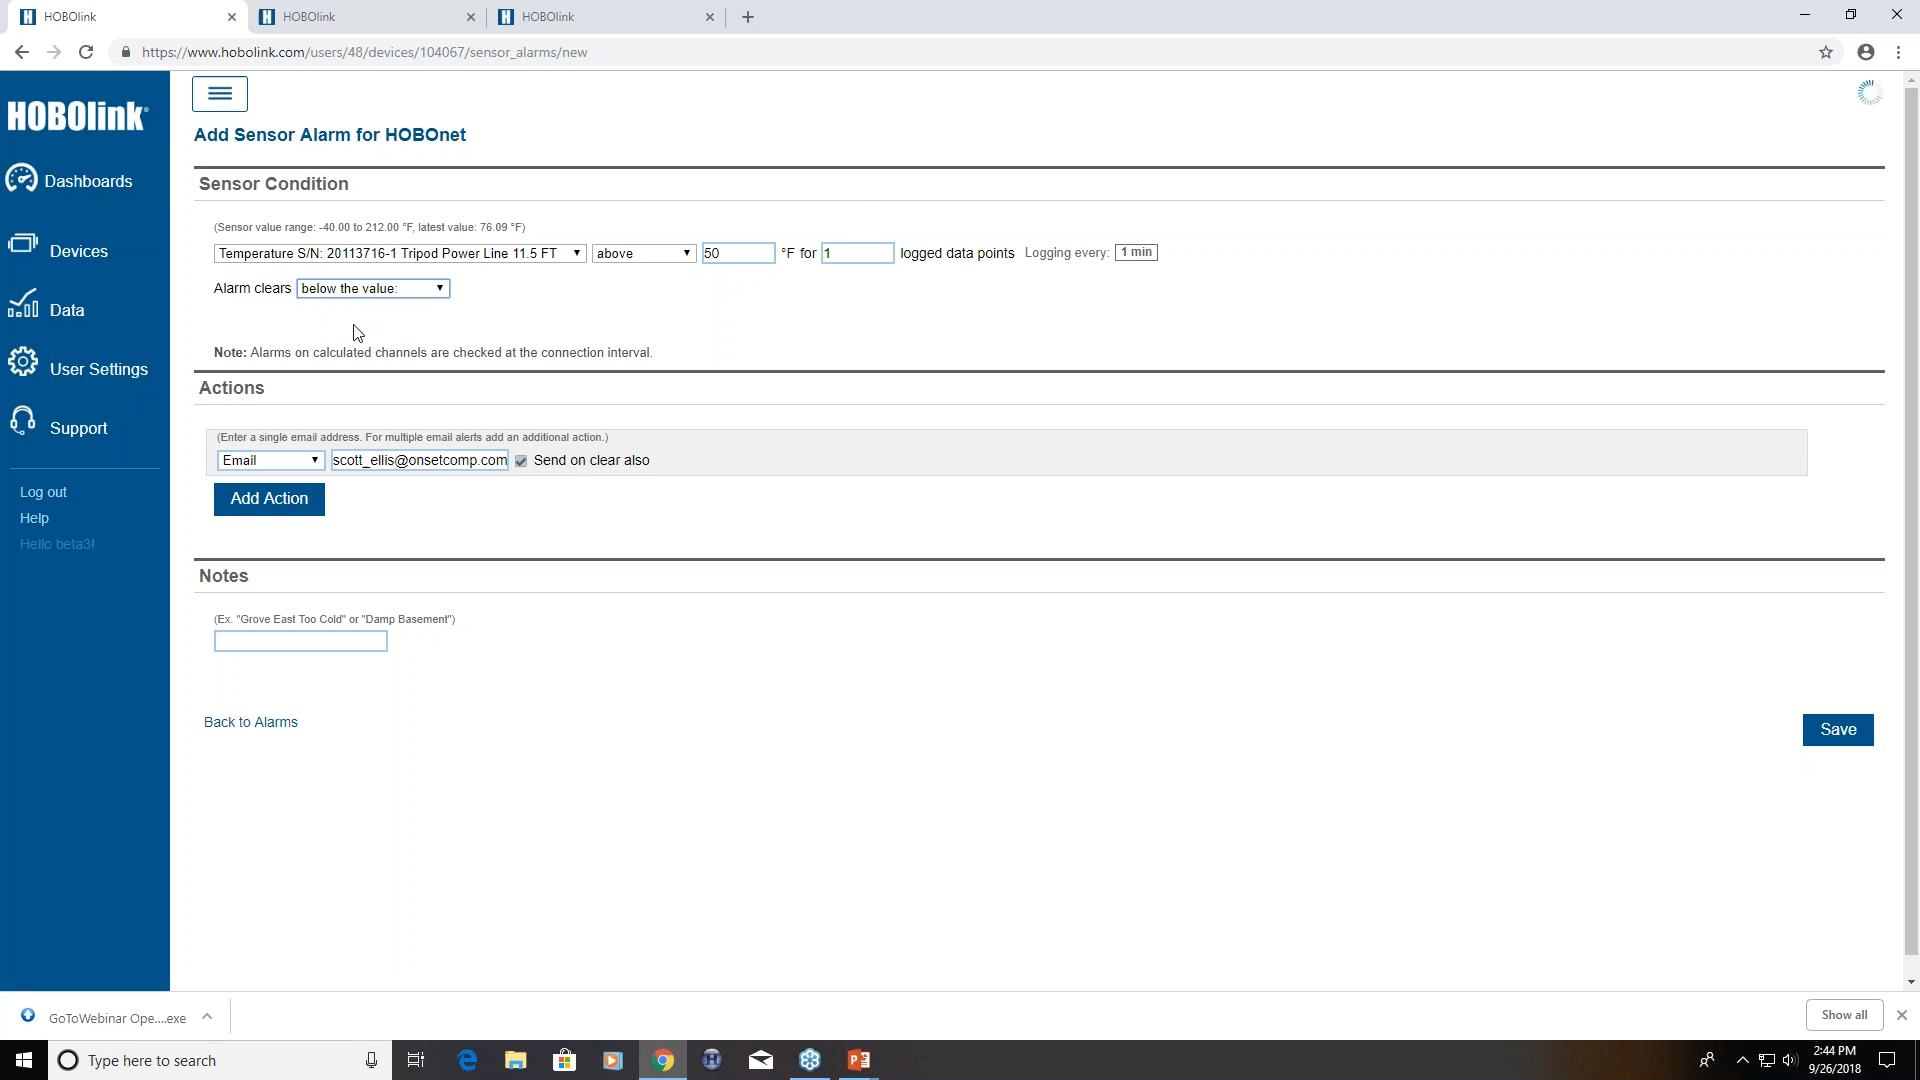 HOBOlink
HOBOlink
HOBOlink
https://www.hobolink.com/users/48/devices/104067/sensor_alarms/new
HOBOlink®
Dashboards
Devices
Data
User Settings
Support
Log out
Help
Hello beta3!
Add Sensor Alarm for HOBOnet
Sensor Condition
(Sensor value range: -40.00 to 212.00 °F, latest value: 76.09 °F)
Temperature S/N: 20113716-1 Tripod Power Line 11.5 FT above 50 °F for 1 logged data points Logging every: 1 min
Alarm clears below the value:
Note: Alarms on calculated channels are checked at the connection interval.
Actions
(Enter a single email address. For multiple email alerts add an additional action.)
Email scott_ellis@onsetcomp.com Send on clear also
Add Action
Notes
(Ex. "Grove East Too Cold" or "Damp Basement")
Back to Alarms
Save
GoToWebinar Ope....exe
Show all
Type here to search
2:44 PM
9/26/2018